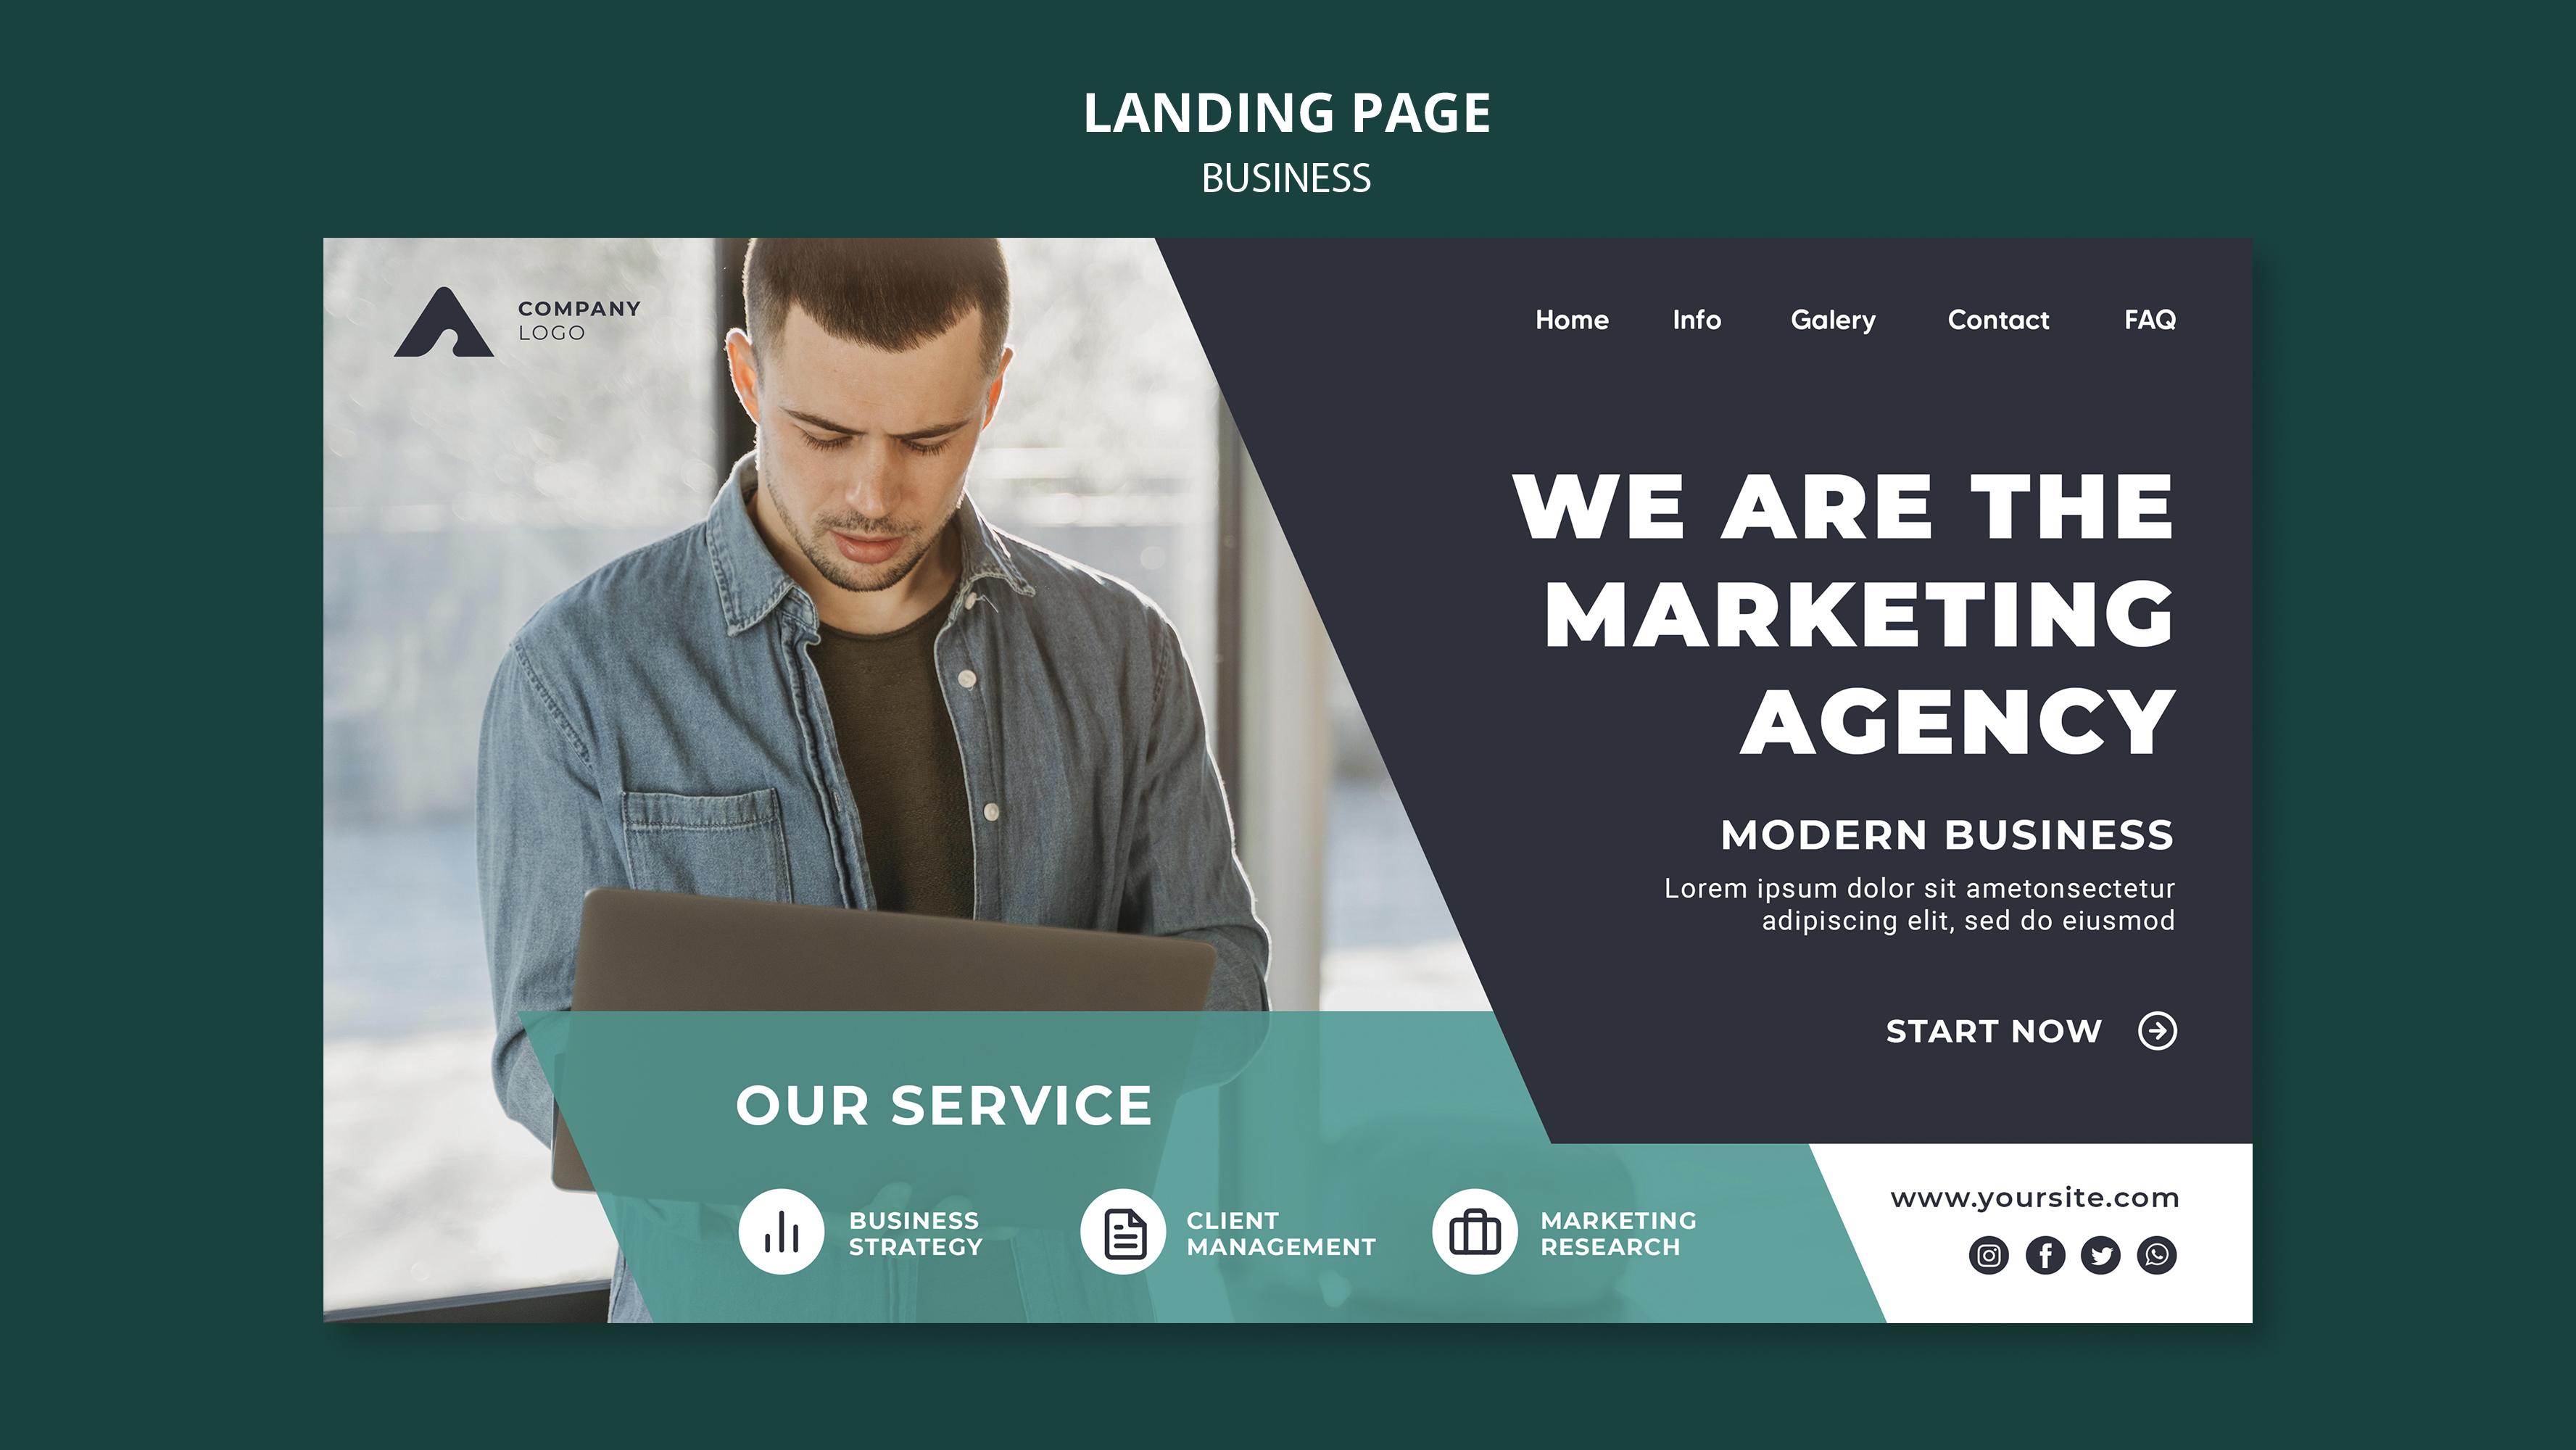 LANDING PAGE
BUSINESS
COMPANY
LOGO
Home Info Galery Contact FAQ
WE ARE THE
MARKETING
AGENCY
MODERN BUSINESS
Lorem ipsum dolor sit ametonsectetur
adipiscing elit, sed do eiusmod
START NOW
OUR SERVICE
BUSINESS
STRATEGY
CLIENT
MANAGEMENT
MARKETING
RESEARCH
www.yoursite.com